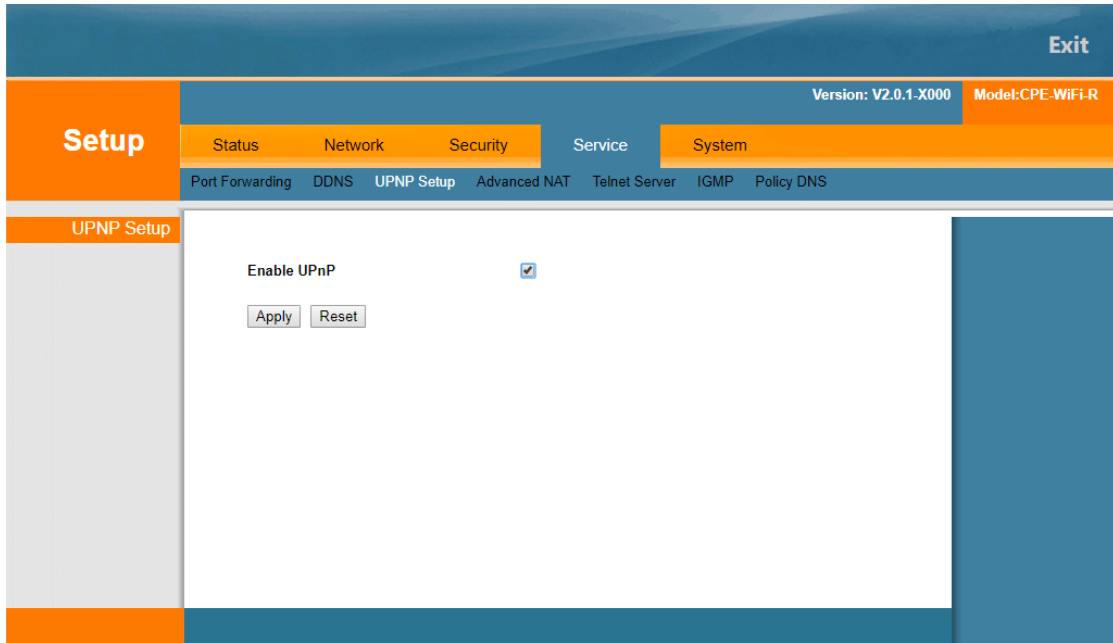 Exit
Version: V2.0.1-X000 Model:CPE-WiFi-R
Setup
Status Network Security Service System
Port Forwarding DDNS UPNP Setup Advanced NAT Telnet Server IGMP Policy DNS
UPNP Setup
Enable UPnP
Apply Reset